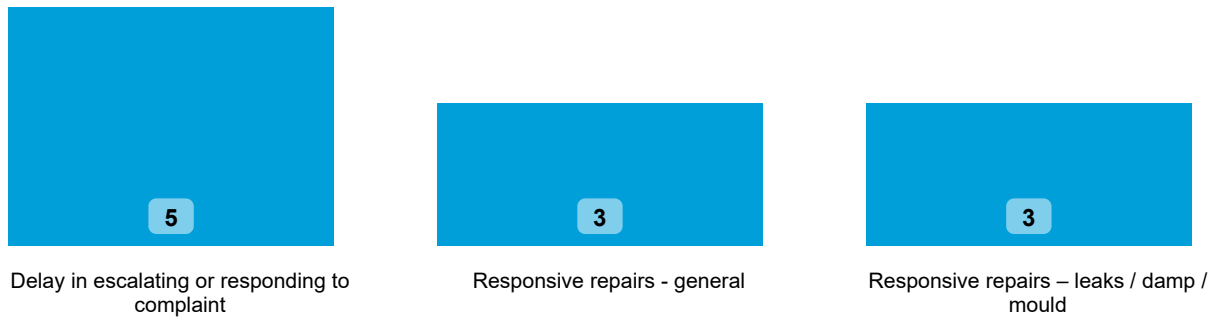 5
3
3
Delay in escalating or responding to
complaint
Responsive repairs - general
Responsive repairs – leaks / damp /
mould